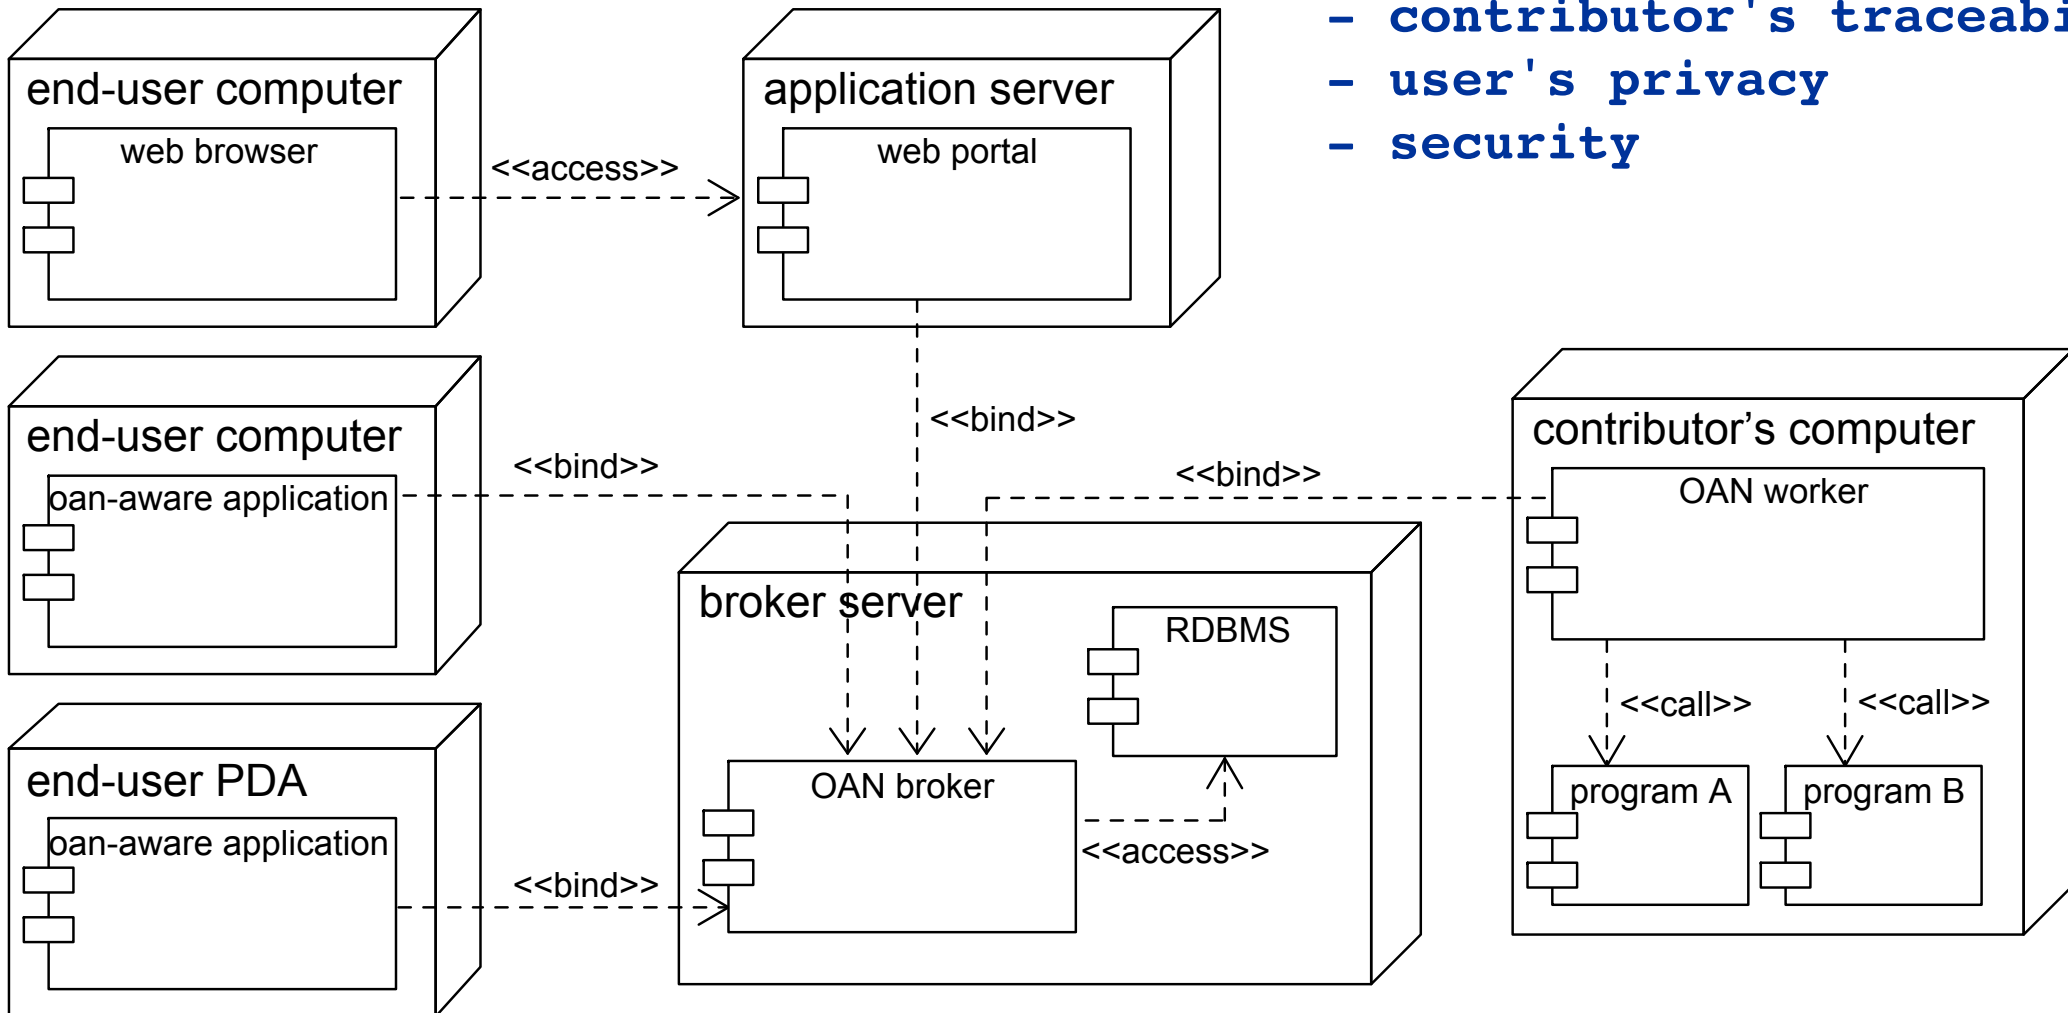 - contributor's
- user's privacy
- security
end-user computer
web browser
<<access>>
application server
web portal
end-user computer
oan-aware application
<<bind>>
<<bind>>
<<bind>>
contributor’s computer
OAN worker
<<call>>
<<call>>
program A
program B
broker server
RDBMS
OAN broker
<<access>>
end-user PDA
oan-aware application
<<bind>>